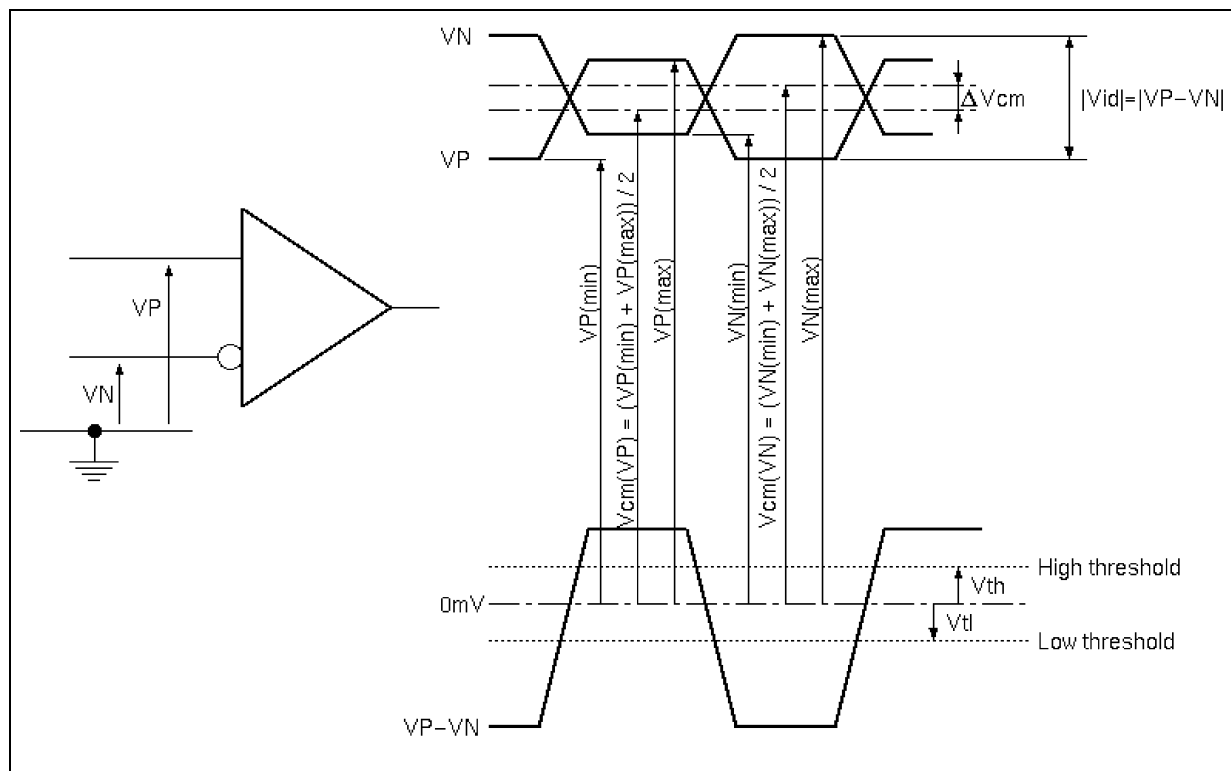 VN
VP
ΔVcm
|Vid|=|VP−VN|
VP
VN
VP(min)
Vcm(VP) = (VP(min) + VP(max)) / 2
VP(max)
VN(min)
Vcm(VN) = (VN(min) + VN(max)) / 2
VN(max)
High threshold
Vth
0mV
Vtl
Low threshold
VP−VN